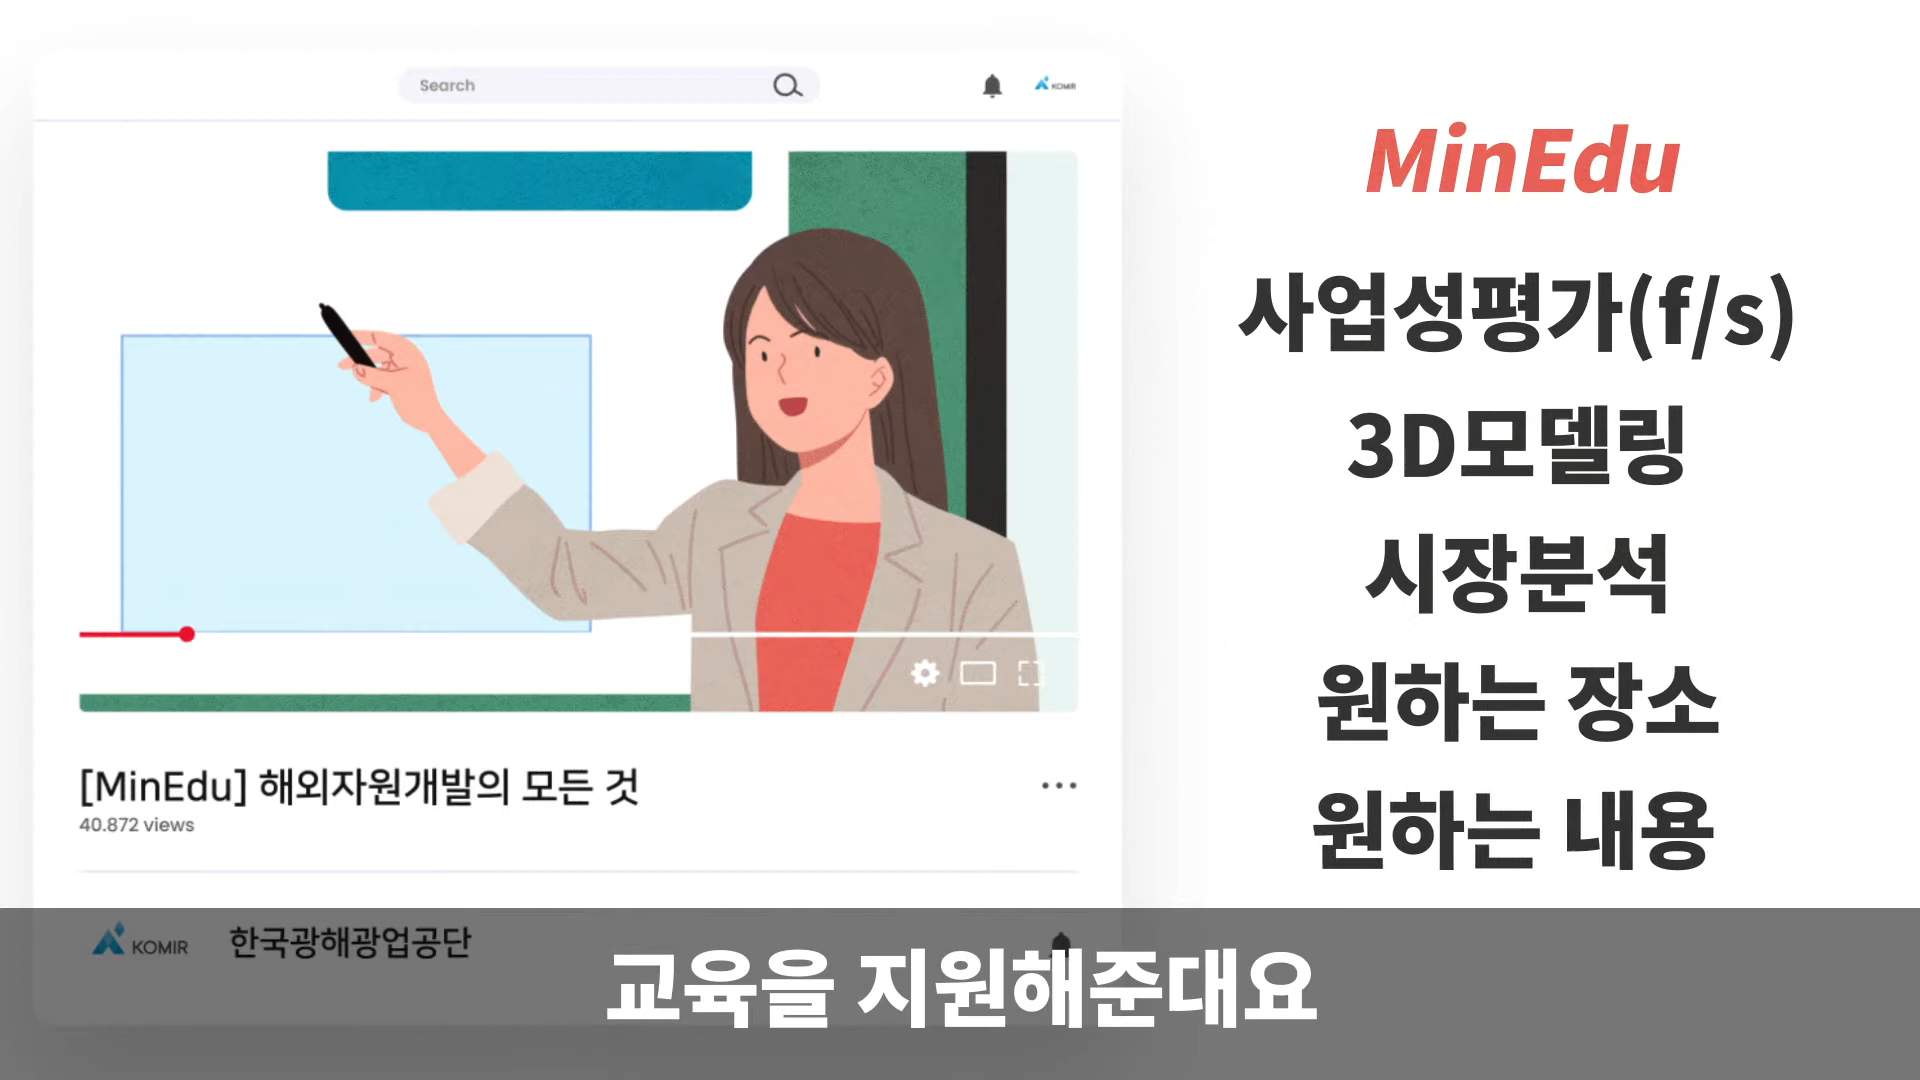 Search
KOMIR
MinEdu
사업성평가(f/s)
3D모델링
시장분석
원하는 장소
원하는 내용
[MinEdu] 해외자원개발의 모든 것
40.872 views
KOMIR 한국광해광업공단
교육을 지원해준대요